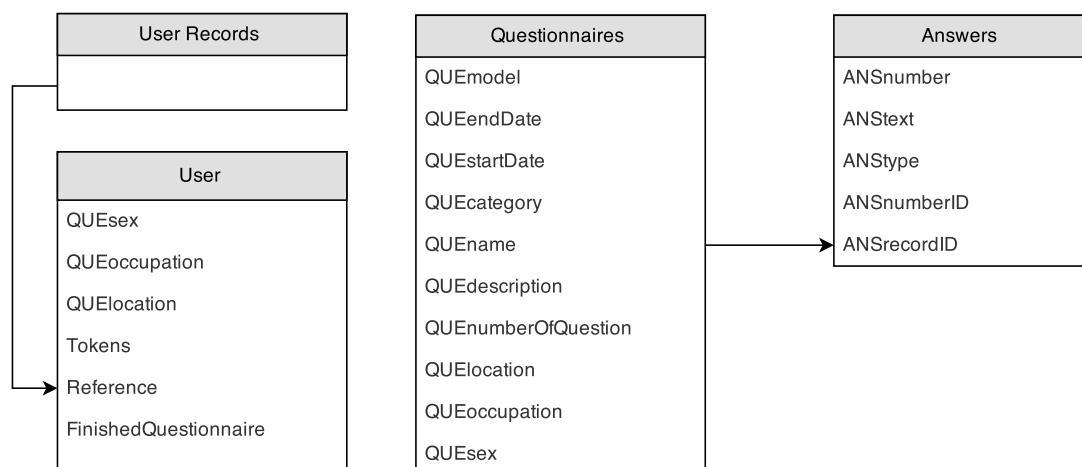 User Records
User
QUEsex
QUEoccupation
QUElocation
Tokens
Reference
FinishedQuestionnaire
Questionnaires
QUEmodel
QUEendDate
QUEstartDate
QUEcategory
QUEname
QUEdescription
QUEnumberOfQuestion
QUElocation
QUEoccupation
QUEsex
Answers
ANSnumber
ANStext
ANStype
ANSnumberID
ANSrecordID